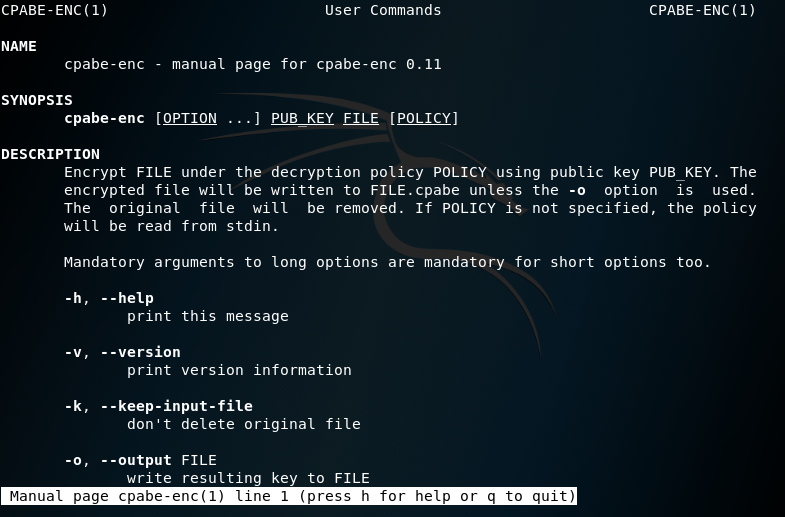 CPABE-ENC(1) User Commands CPABE-ENC(1)
NAME
cpabe-enc - manual page for cpabe-enc 0.11
SYNOPSIS
cpabe-enc [OPTION ...] PUB_KEY FILE [POLICY]
DESCRIPTION
Encrypt FILE under the decryption policy POLICY using public key PUB_KEY. The
encrypted file will be written to FILE.cpabe unless the -o option is used.
The original file will be removed. If POLICY is not specified, the policy
will be read from stdin.
Mandatory arguments to long options are mandatory for short options too.
-h, --help
print this message
-v, --version
print version information
-k, --keep-input-file
don't delete original file
-o, --output FILE
write resulting key to FILE
Manual page cpabe-enc(1) line 1 (press h for help or q to quit)